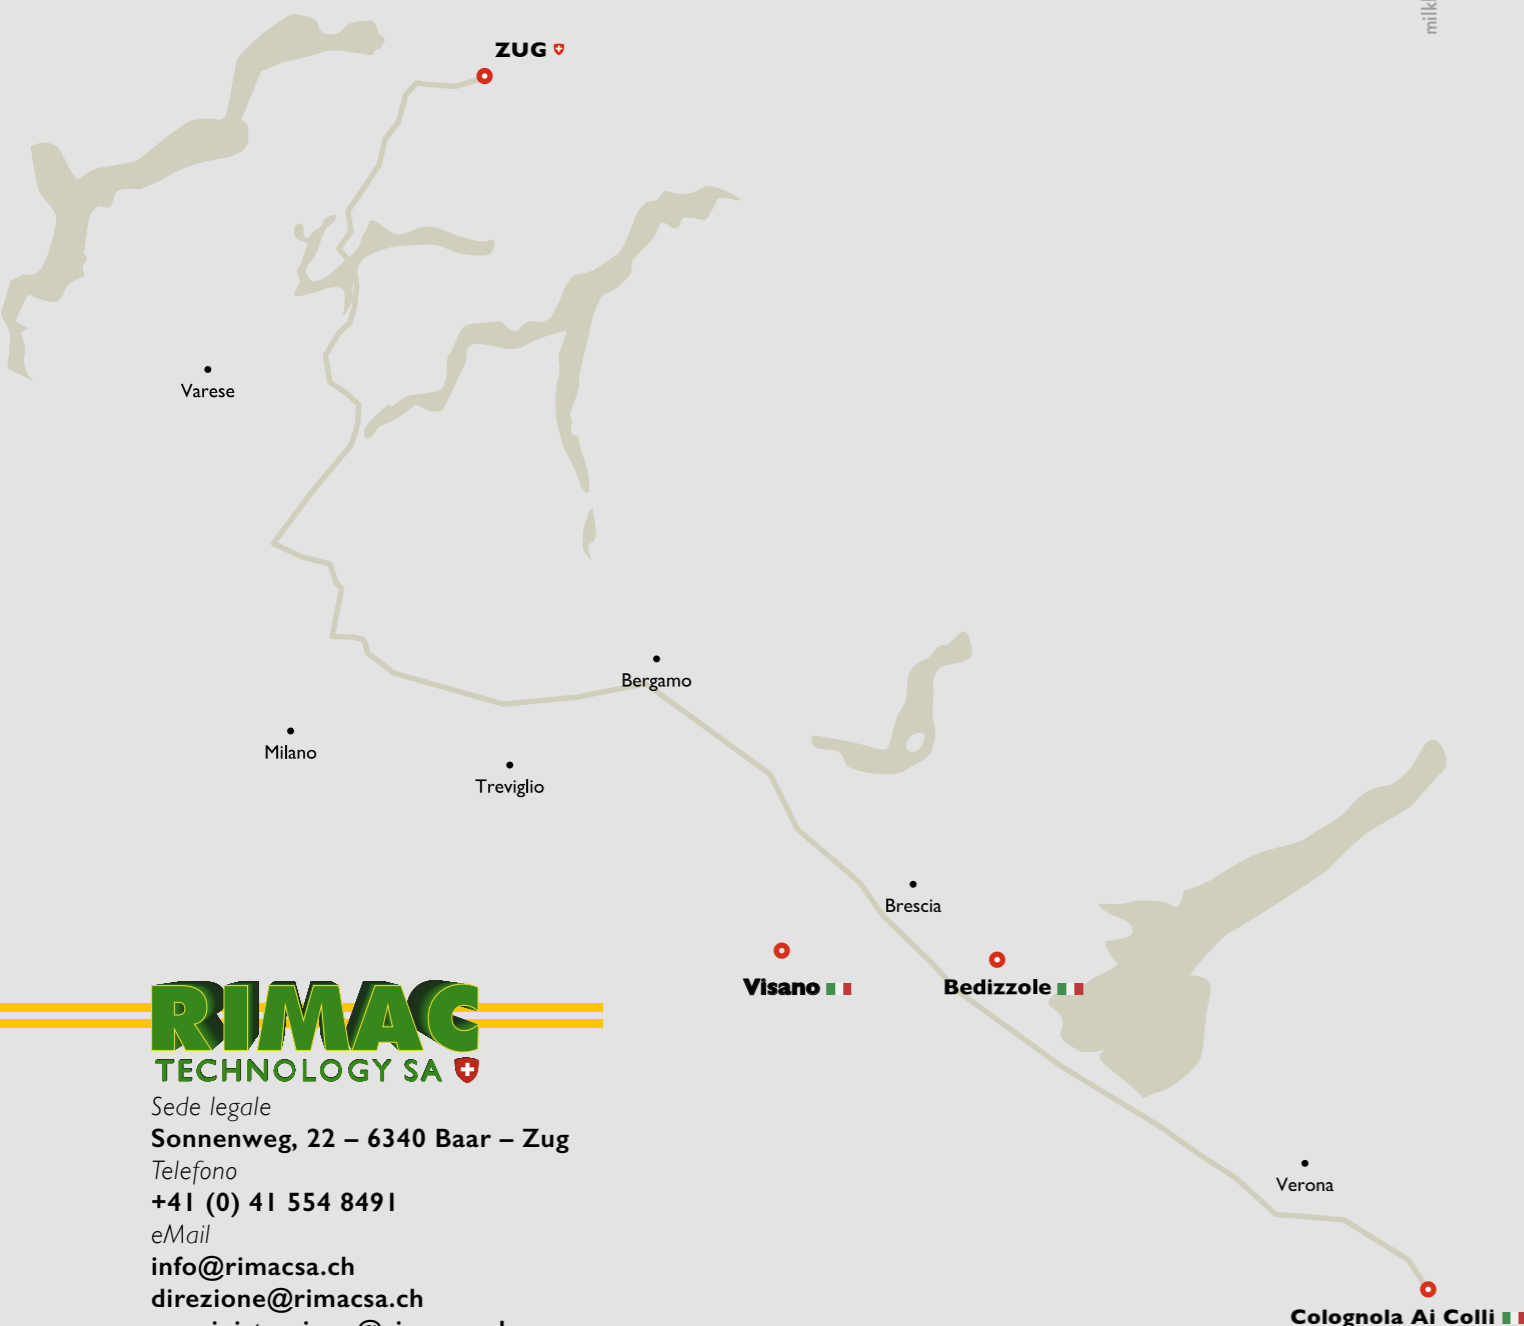 ZUG
Varese
Bergamo
Milano
Treviglio
Brescia
Visano
Bedizzole
RIMAC
TECHNOLOGY SA
Sede legale
Sonnenweg, 22 – 6340 Baar – Zug
Telefono
+41 (0) 41 554 8491
eMail
info@rimacsa.ch
direzione@rimacsa.ch
Verona
Colognola Ai Colli